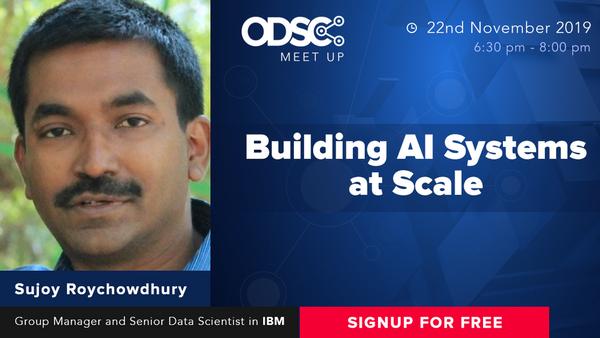 ODSC
MEET UP
22nd November 2019
6:30 pm - 8:00 pm
Building AI Systems
at Scale
Sujoy Roychowdhury
Group Manager and Senior Data Scientist in IBM
SIGNUP FOR FREE